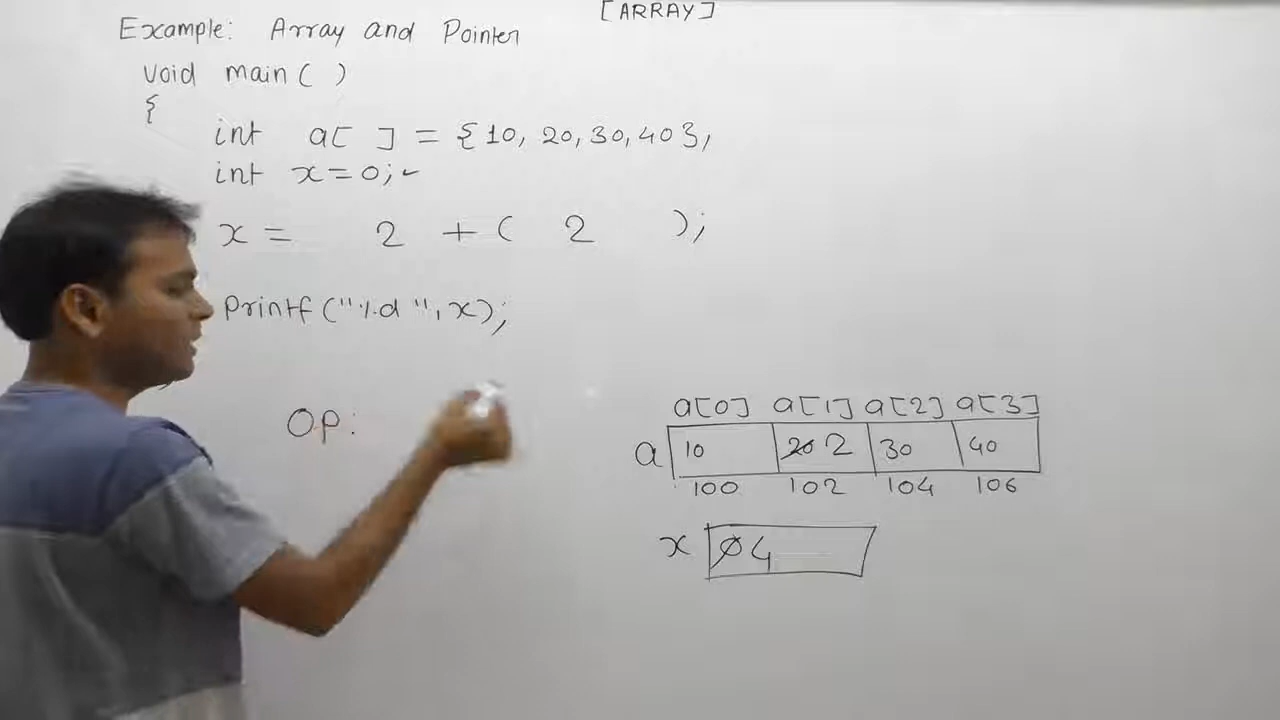 [ARRAY]
Example: Array and Pointer
void main( )
{
int a[ ] = {10, 20, 30, 40},
int x=0;
x = 2 + ( 2 );
Printf ("%d", x);
OP:
a[0] a[1] a[2] a[3]
a 10 20 2 30 40
100 102 104 106
x 0 4